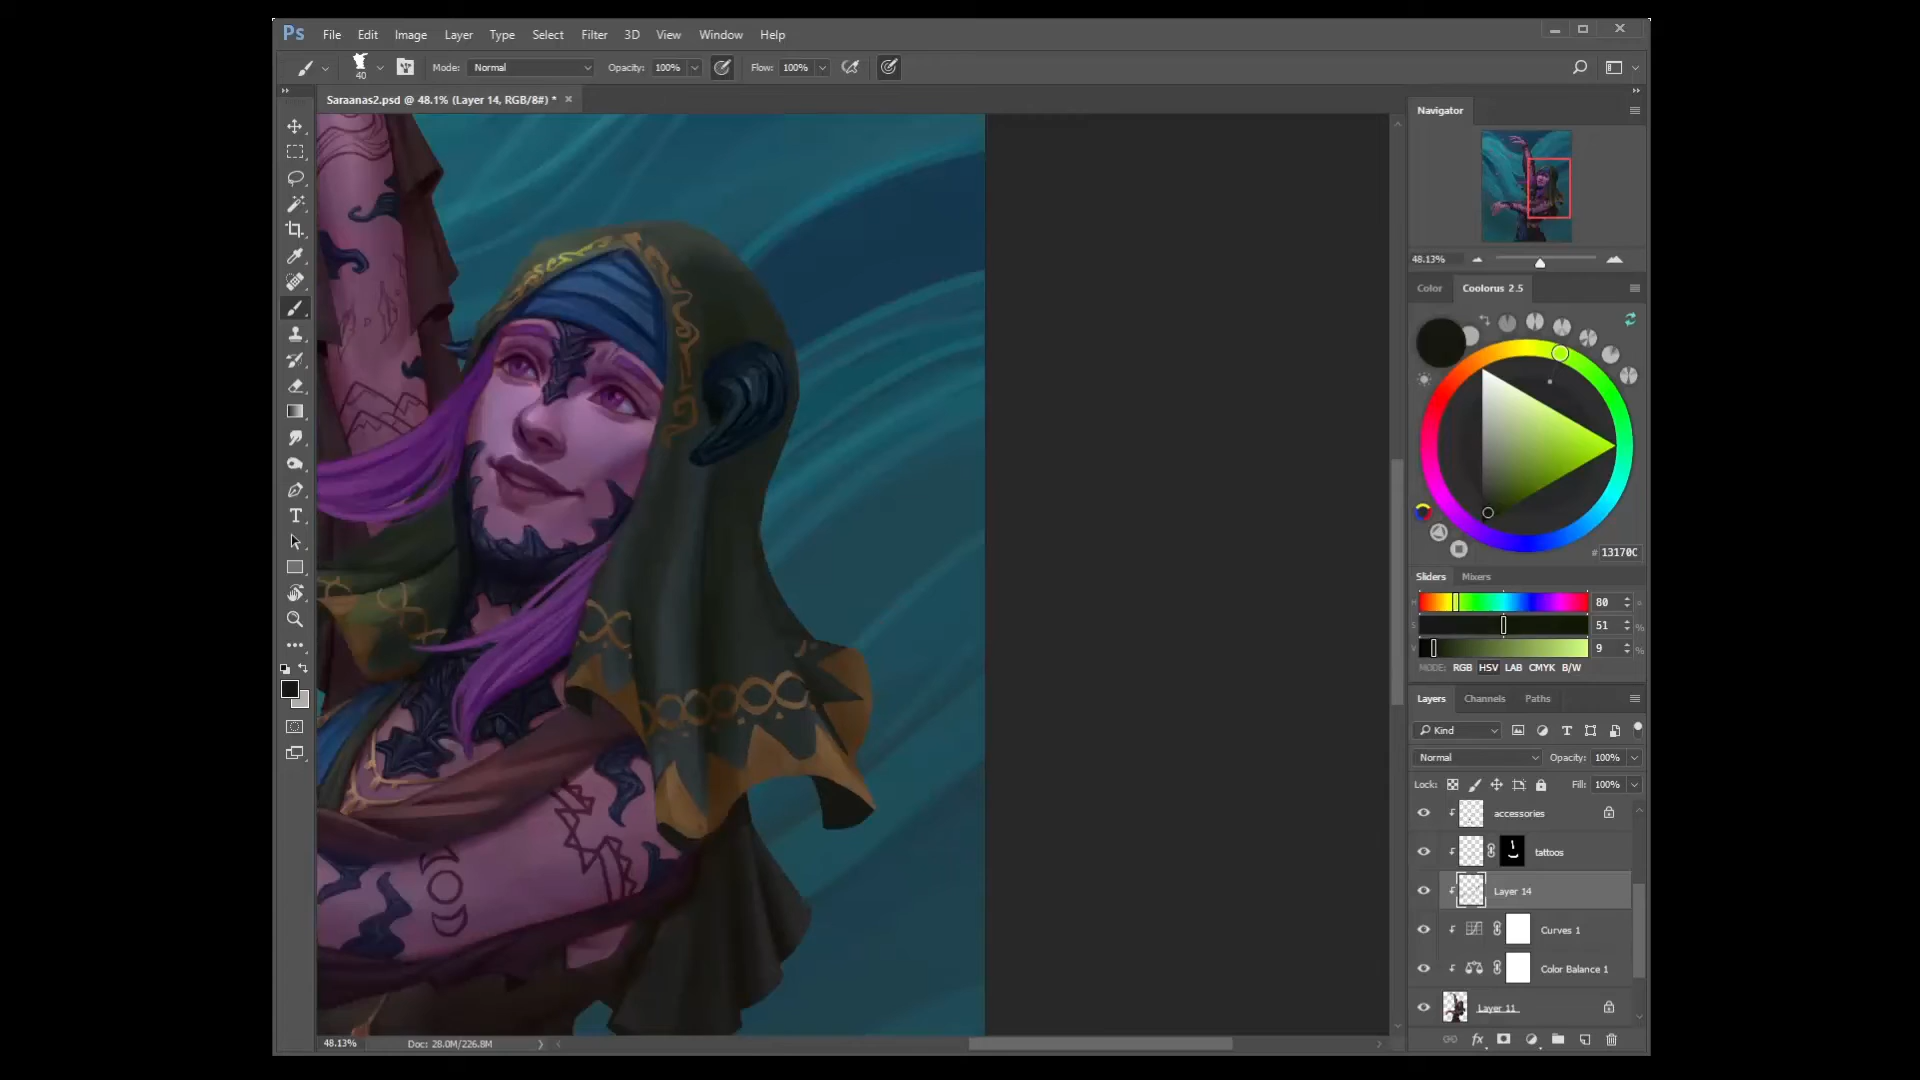 Ps File Edit Image Layer Type Select Filter 3D View Window Help
40 Mode: Normal Opacity: 100% Flow: 100%
Saraanas2.psd @ 48.1% (Layer 14, RGB/8#) * ×
Navigator
48.13%
Color Coolorus 2.5
# 13170C
Sliders Mixers
H 80 °
S 51 %
V 9 %
MODE: RGB HSV LAB CMYK B/W
Layers Channels Paths
Kind
Normal Opacity: 100%
Lock: Fill: 100%
accessories
tattoos
Layer 14
Curves 1
Color Balance 1
Layer 11
fx
48.13% Doc: 28.0M/226.8M